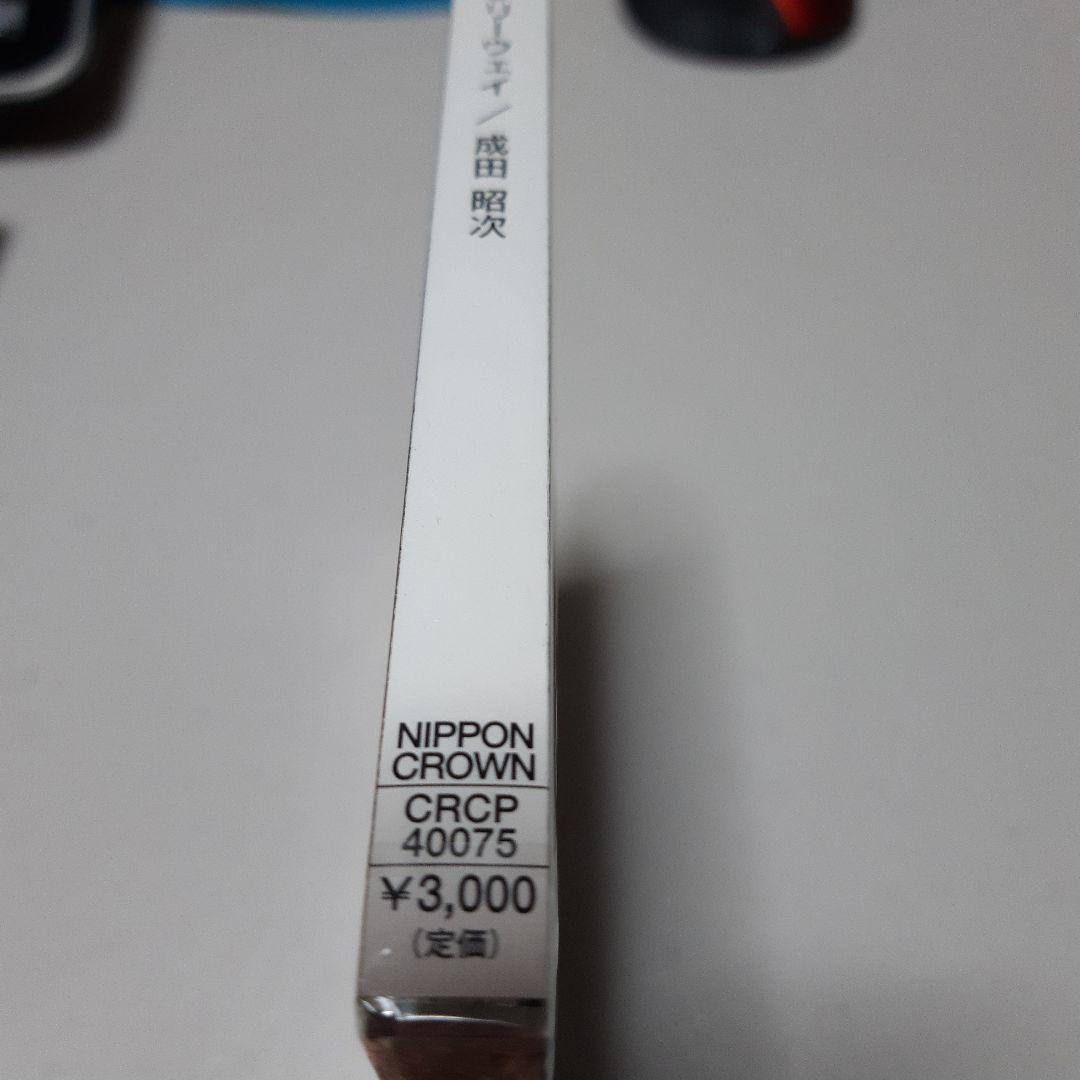 リーウェイ／成田 昭次
NIPPON
CROWN
CRCP
40075
￥3,000
（定価）